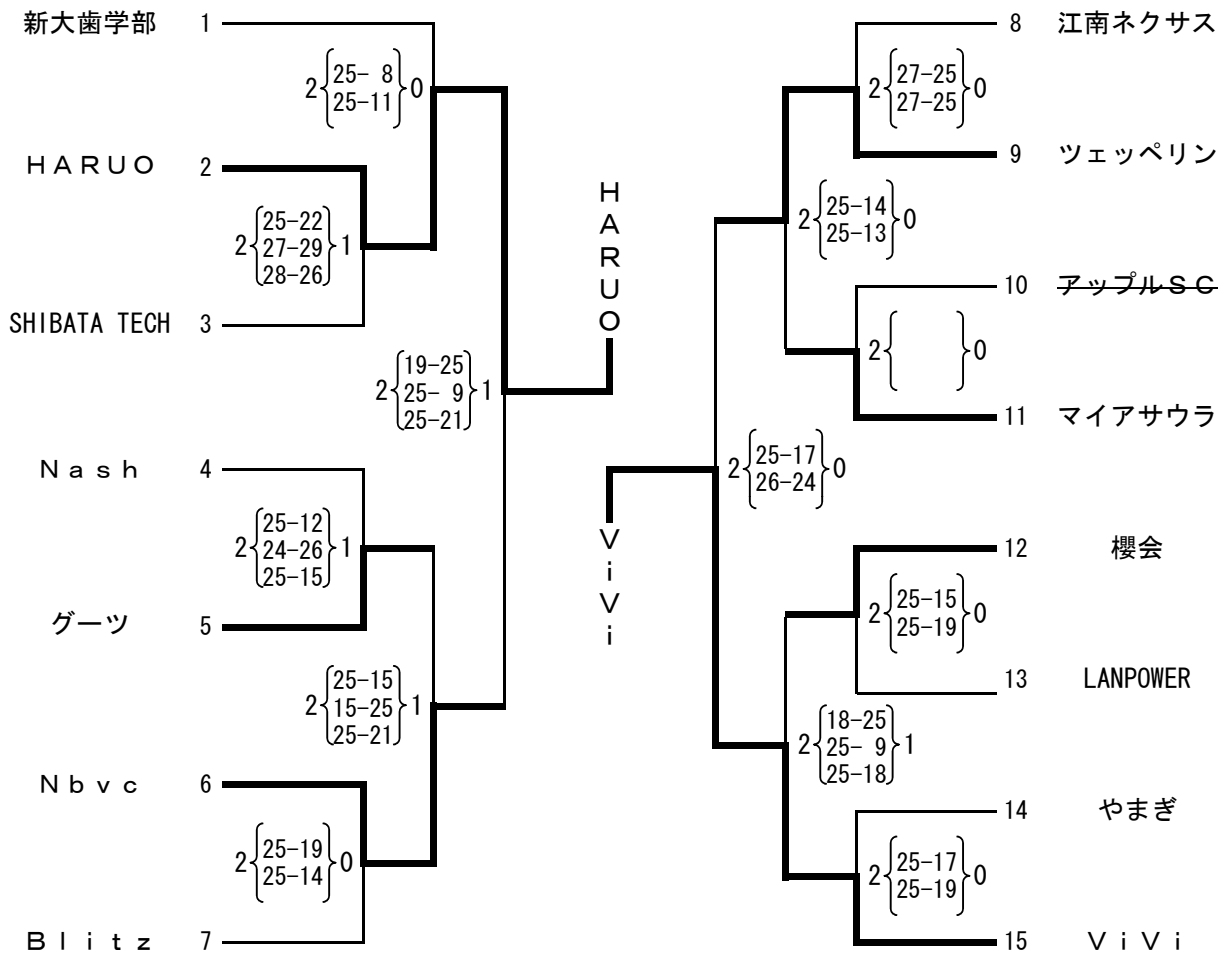 新大歯学部 1
2 25- 8 0
25-11
ＨＡＲＵＯ 2
2 25-22 1
27-29
28-26
SHIBATA TECH 3
2 19-25 1
25- 9
25-21
Ｎａｓｈ 4
2 25-12 1
24-26
25-15
グーツ 5
2 25-15 1
15-25
25-21
Ｎｂｖｃ 6
2 25-19 0
25-14
Ｂｌｉｔｚ 7
ＨＡＲＵＯ
ＶｉＶｉ
8 江南ネクサス
2 27-25 0
27-25
9 ツェッペリン
2 25-14 0
25-13
10 アップルＳＣ
2 0
11 マイアサウラ
2 25-17 0
26-24
12 櫻会
2 25-15 0
25-19
13 LANPOWER
2 18-25 1
25- 9
25-18
14 やまぎ
2 25-17 0
25-19
15 ＶｉＶｉ